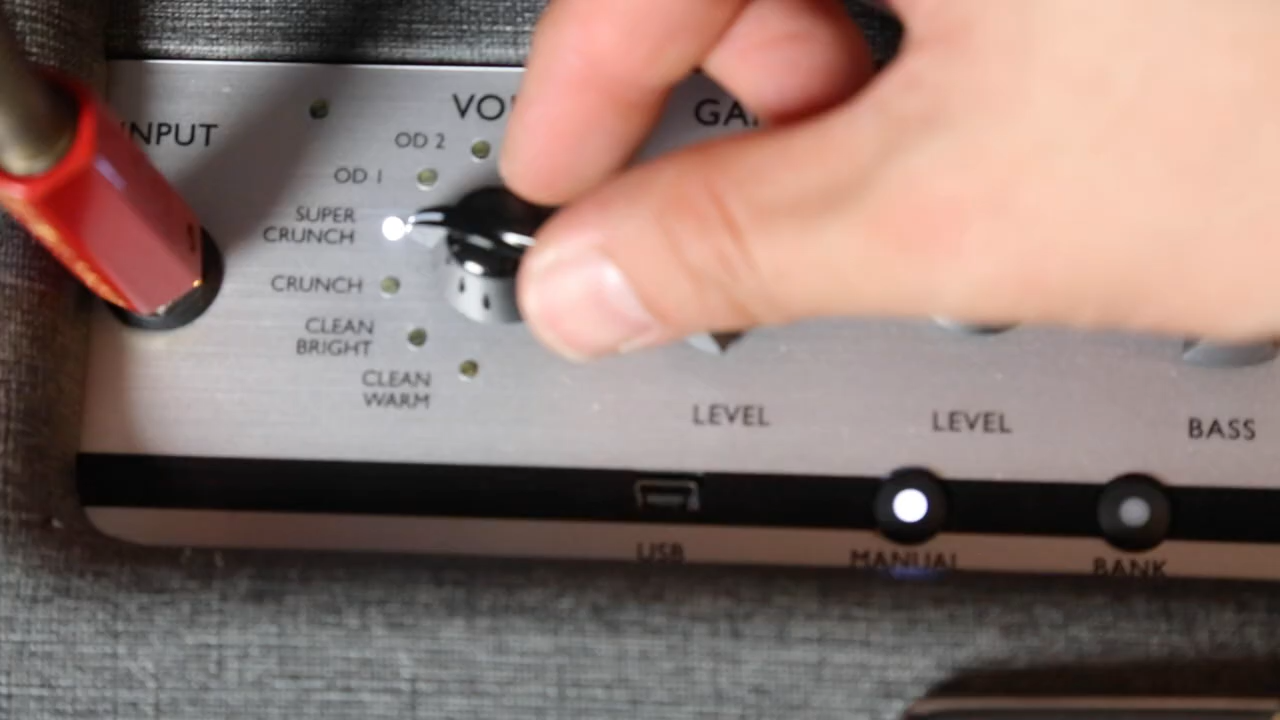 INPUT
OD 2
OD 1
SUPER
CRUNCH
CRUNCH
CLEAN
BRIGHT
CLEAN
WARM
LEVEL
LEVEL
BASS
USB
MANUAL
BANK